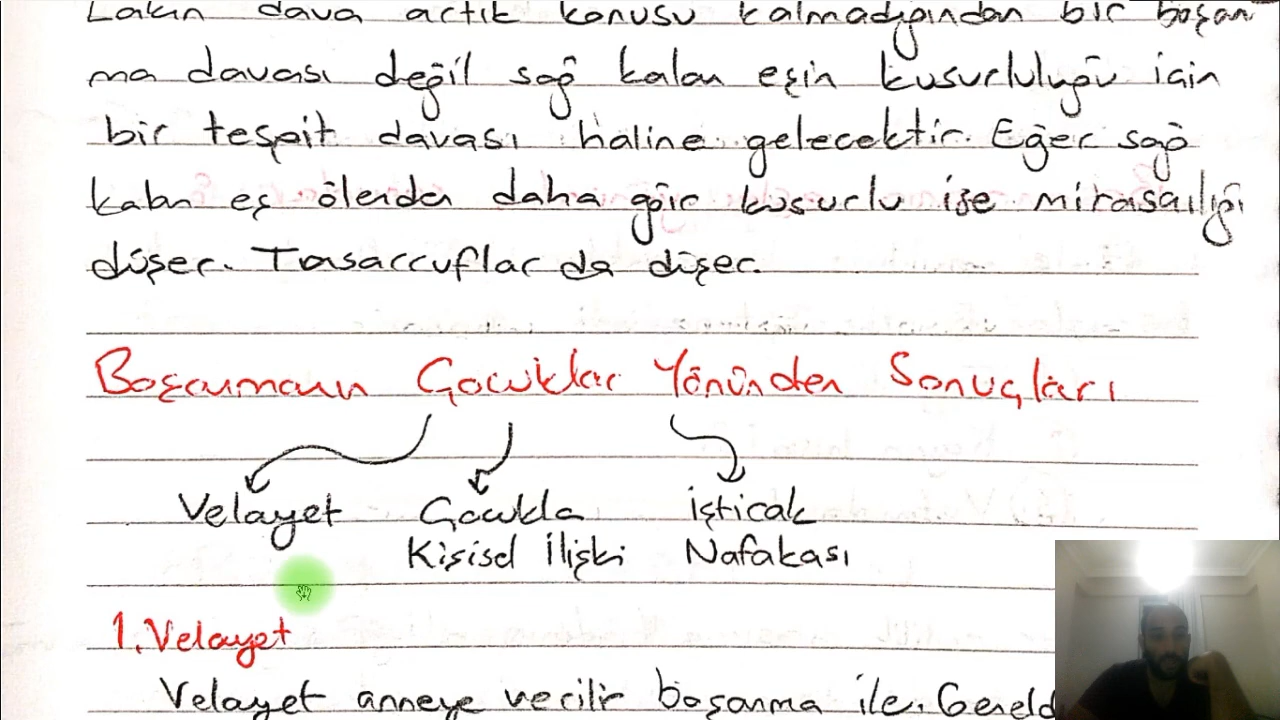 Lakin dava artık konusu kalmadığından bir boşan
ma davası değil sağ kalan eşin kusurluluğu için
bir tespit davası haline gelecektir. Eğer sağ
kalan eş ölenden daha ağır kusurlu ise mirasçılığı
düşer. Tasarruflar da düşer.
Boşanmanın Çocuklar Yönünden Sonuçları
Velayet Çocukla İştirak
Kişisel İlişki Nafakası
1. Velayet
Velayet anneye verilir boşanma ile. Geneld